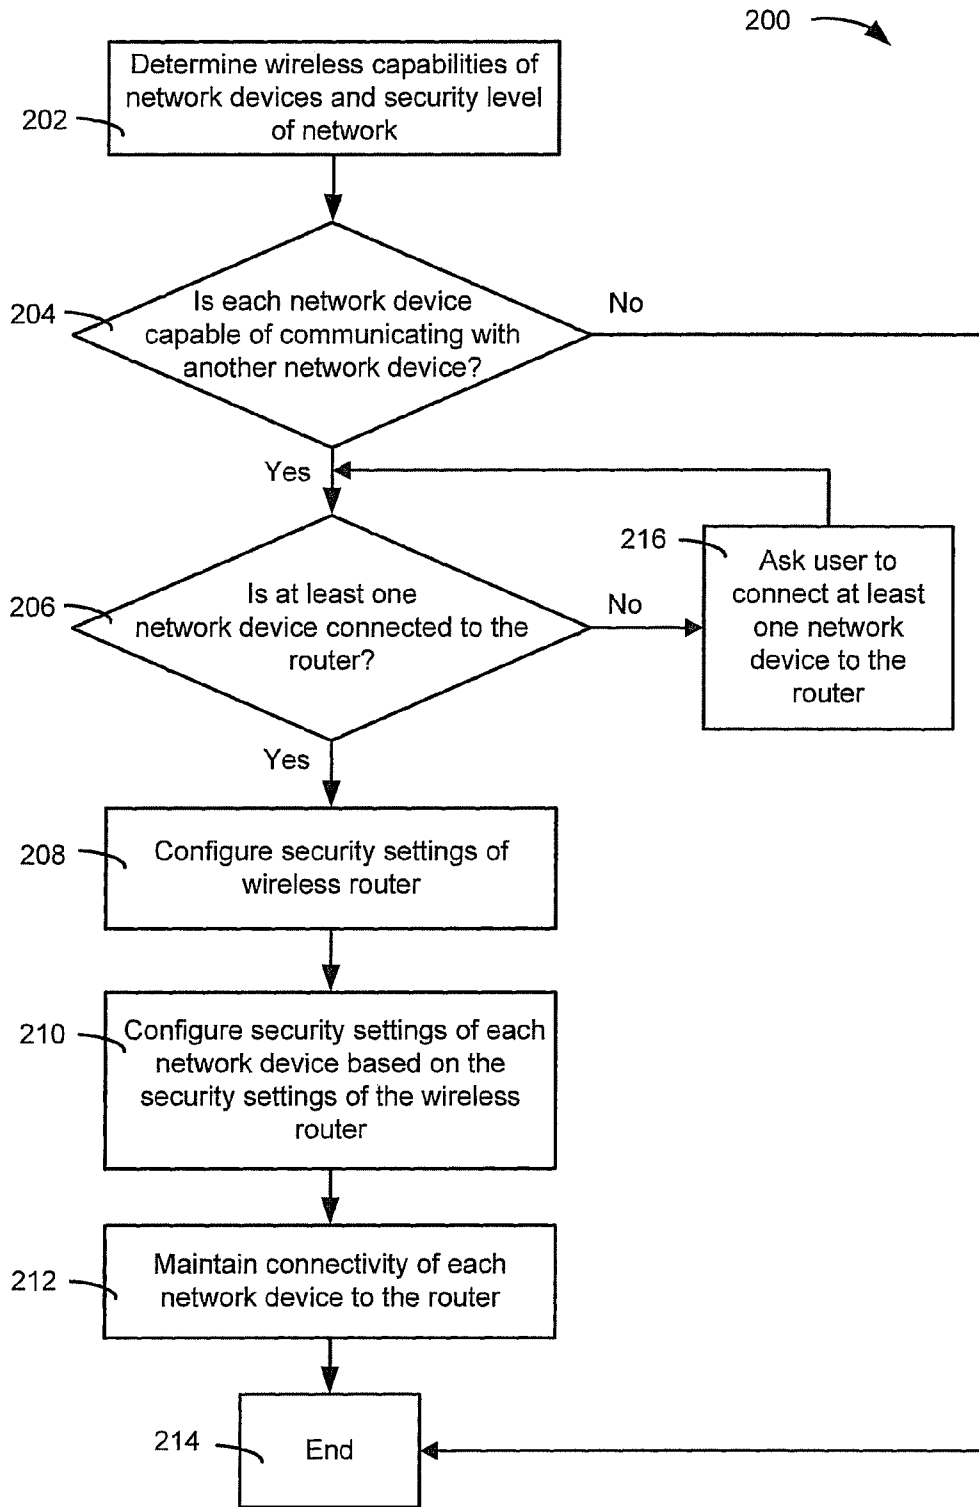 200
Determine wireless capabilities of
network devices and security level
of network
202
Is each network device
capable of communicating with
another network device?
204
No
Yes
216
Ask user to
connect at least
one network
device to the
router
Is at least one
network device connected to the
router?
206
No
Yes
Configure security settings of
wireless router
208
Configure security settings of each
network device based on the
security settings of the wireless
router
210
Maintain connectivity of each
network device to the router
212
End
214